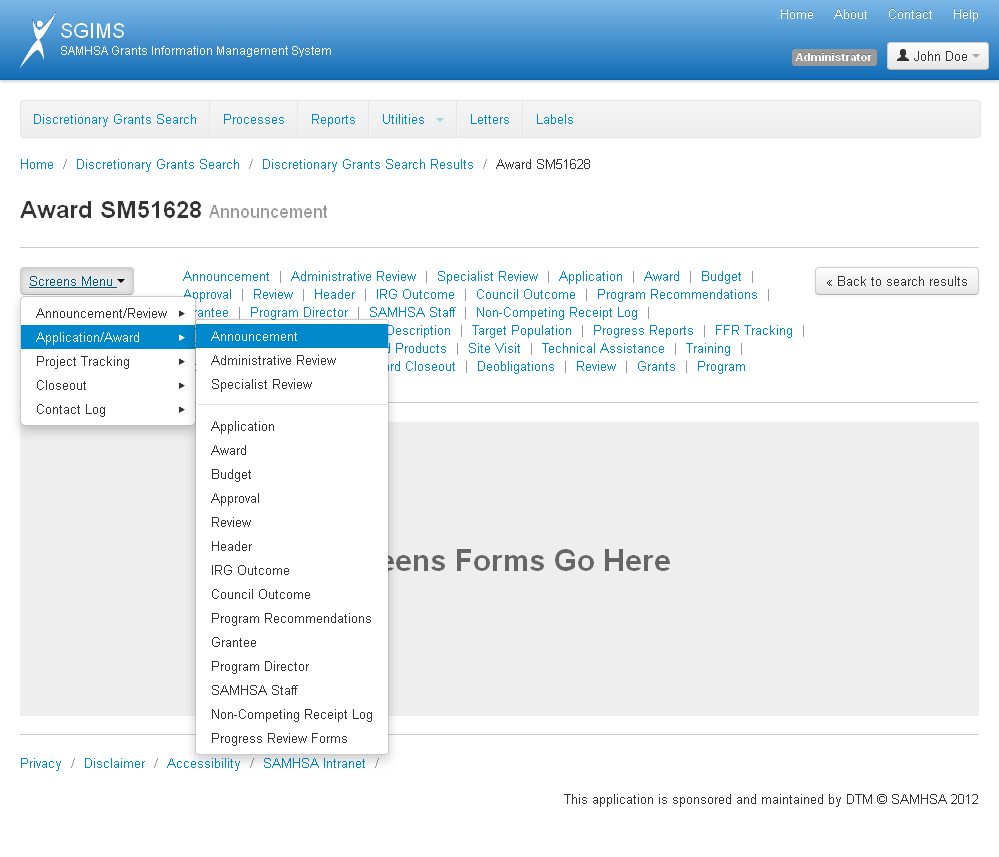 Home About Contact Help
SGIMS
SAMHSA Grants Information Management System
Administrator John Doe
Discretionary Grants Search Processes Reports Utilities Letters Labels
Home / Discretionary Grants Search / Discretionary Grants Search Results / Award SM51628
Award SM51628 Announcement
Screens Menu
Announcement | Administrative Review | Specialist Review | Application | Award | Budget |
Approval | Review | Header | IRG Outcome | Council Outcome | Program Recommendations |
rantee | Program Director | SAMHSA Staff | Non-Competing Receipt Log |
Description | Target Population | Progress Reports | FFR Tracking |
Products | Site Visit | Technical Assistance | Training |
rd Closeout | Deobligations | Review | Grants | Program
« Back to search results
Announcement/Review
Application/Award
Project Tracking
Closeout
Contact Log
Announcement
Administrative Review
Specialist Review
Application
Award
Budget
Approval
Review
Header
IRG Outcome
Council Outcome
Program Recommendations
Grantee
Program Director
SAMHSA Staff
Non-Competing Receipt Log
Progress Review Forms
eens Forms Go Here
Privacy / Disclaimer / Accessibility / SAMHSA Intranet /
This application is sponsored and maintained by DTM © SAMHSA 2012